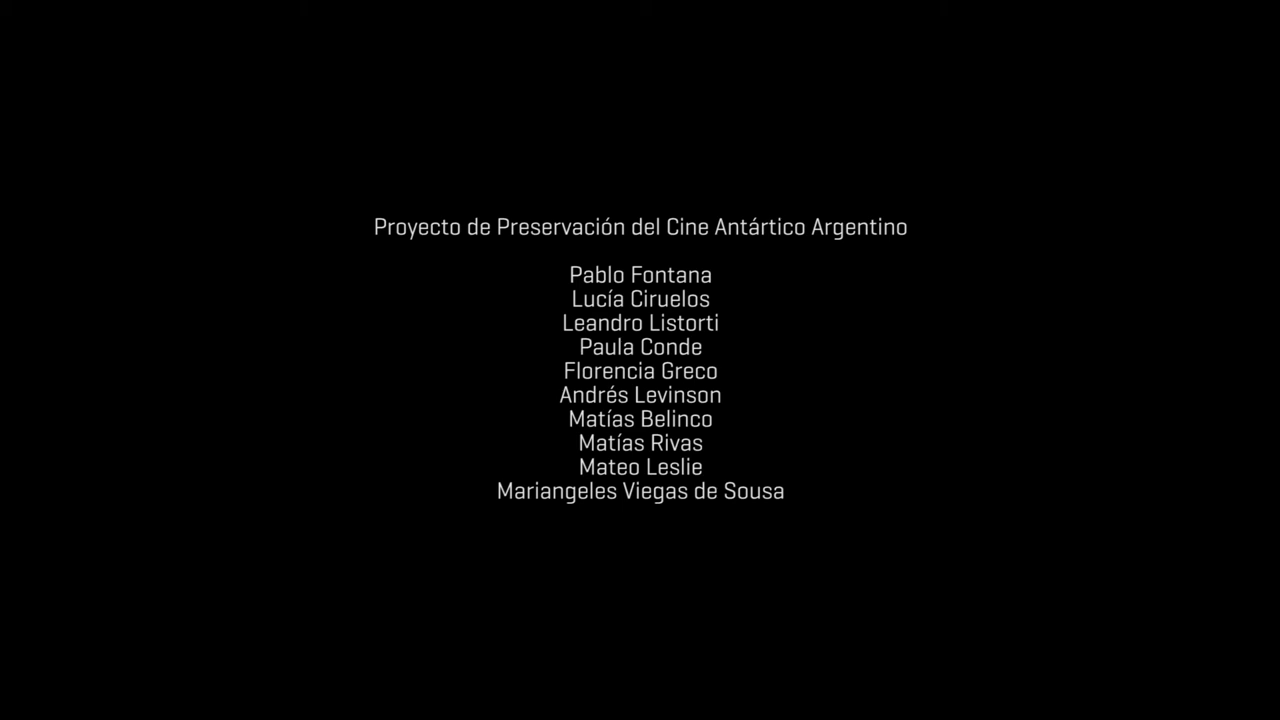 Proyecto de Preservación del Cine Antártico Argentino
Pablo Fontana
Lucía Ciruelos
Leandro Listorti
Paula Conde
Florencia Greco
Andrés Levinson
Matías Belinco
Matías Rivas
Mateo Leslie
Mariangeles Viegas de Sousa